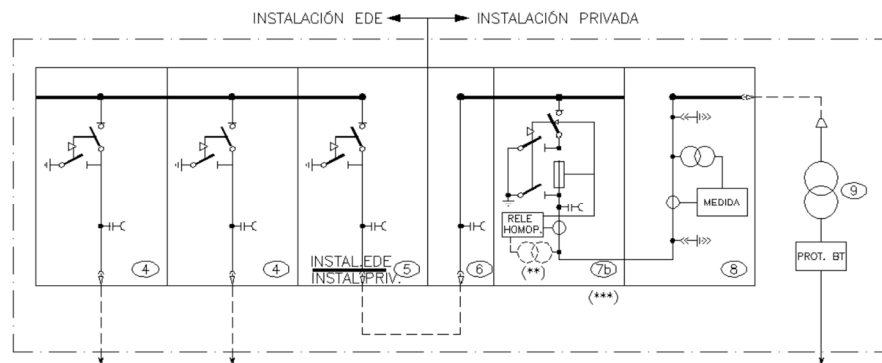 INSTALACIÓN EDE
INSTALACIÓN PRIVADA
RELE
HOMOP.
MEDIDA
9
PROT. BT
INSTAL.EDE
INSTAL.PRIV.
4
4
5
6
(**)
7b
8
(***)